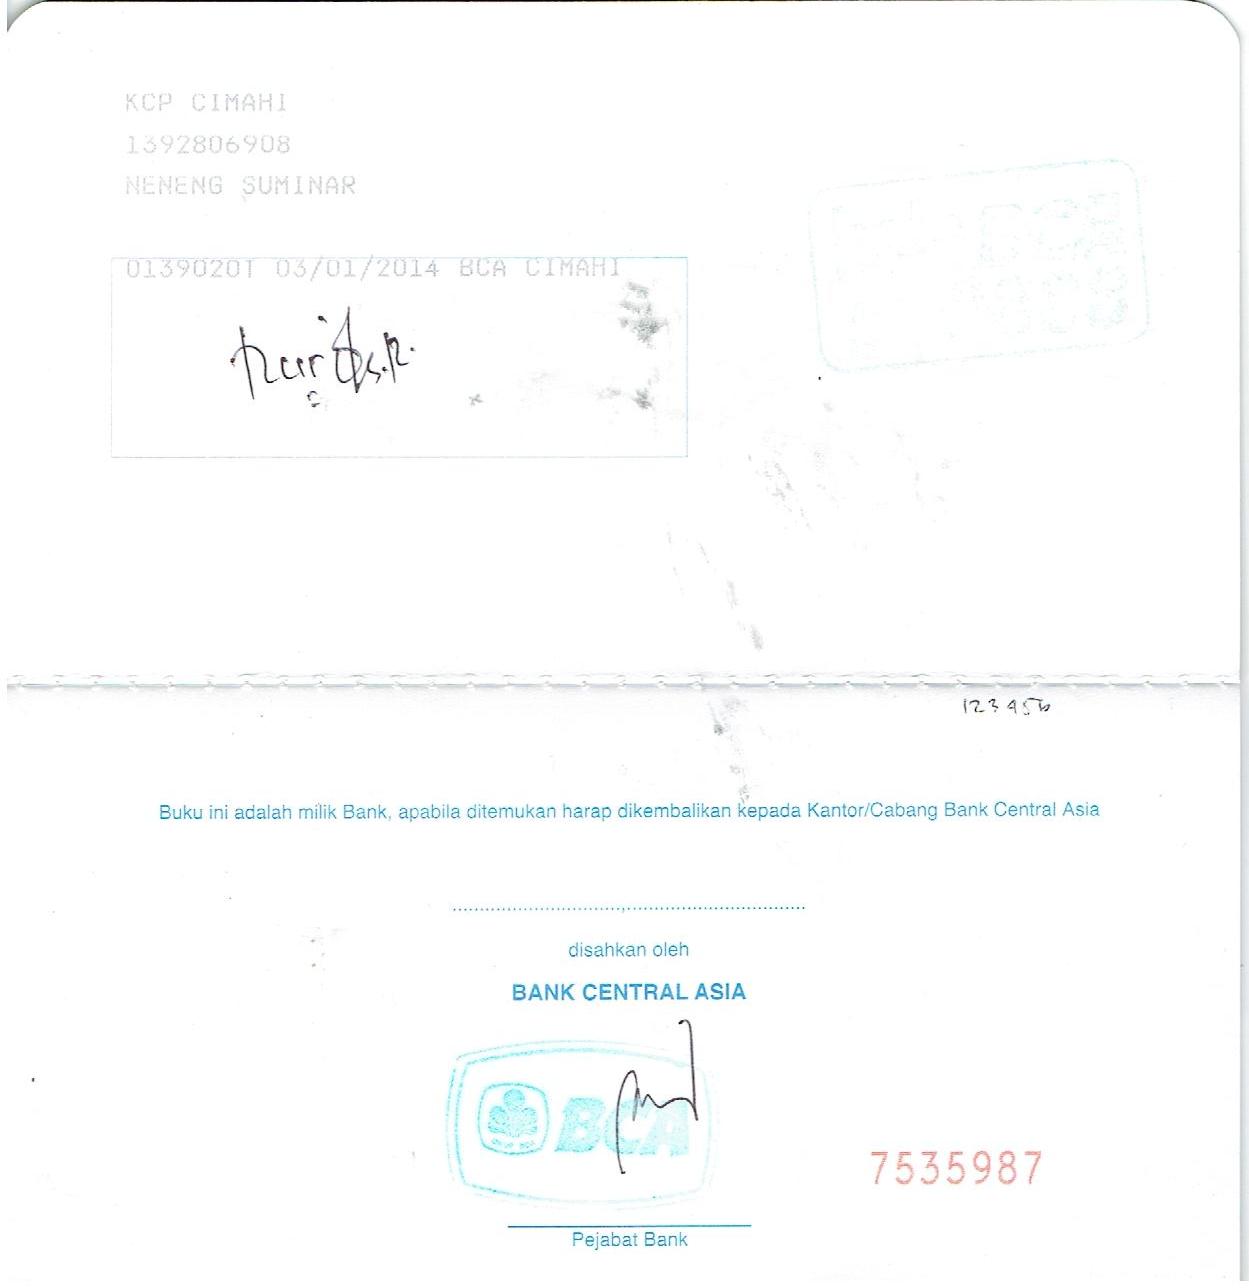 KCP CIMAHI
1392806908
NENENG SUMINAR
0139020T 03/01/2014 BCA CIMAHI
123456
Buku ini adalah milik Bank, apabila ditemukan harap dikembalikan kepada Kantor/Cabang Bank Central Asia
disahkan oleh
BANK CENTRAL ASIA
BCA
7535987
Pejabat Bank